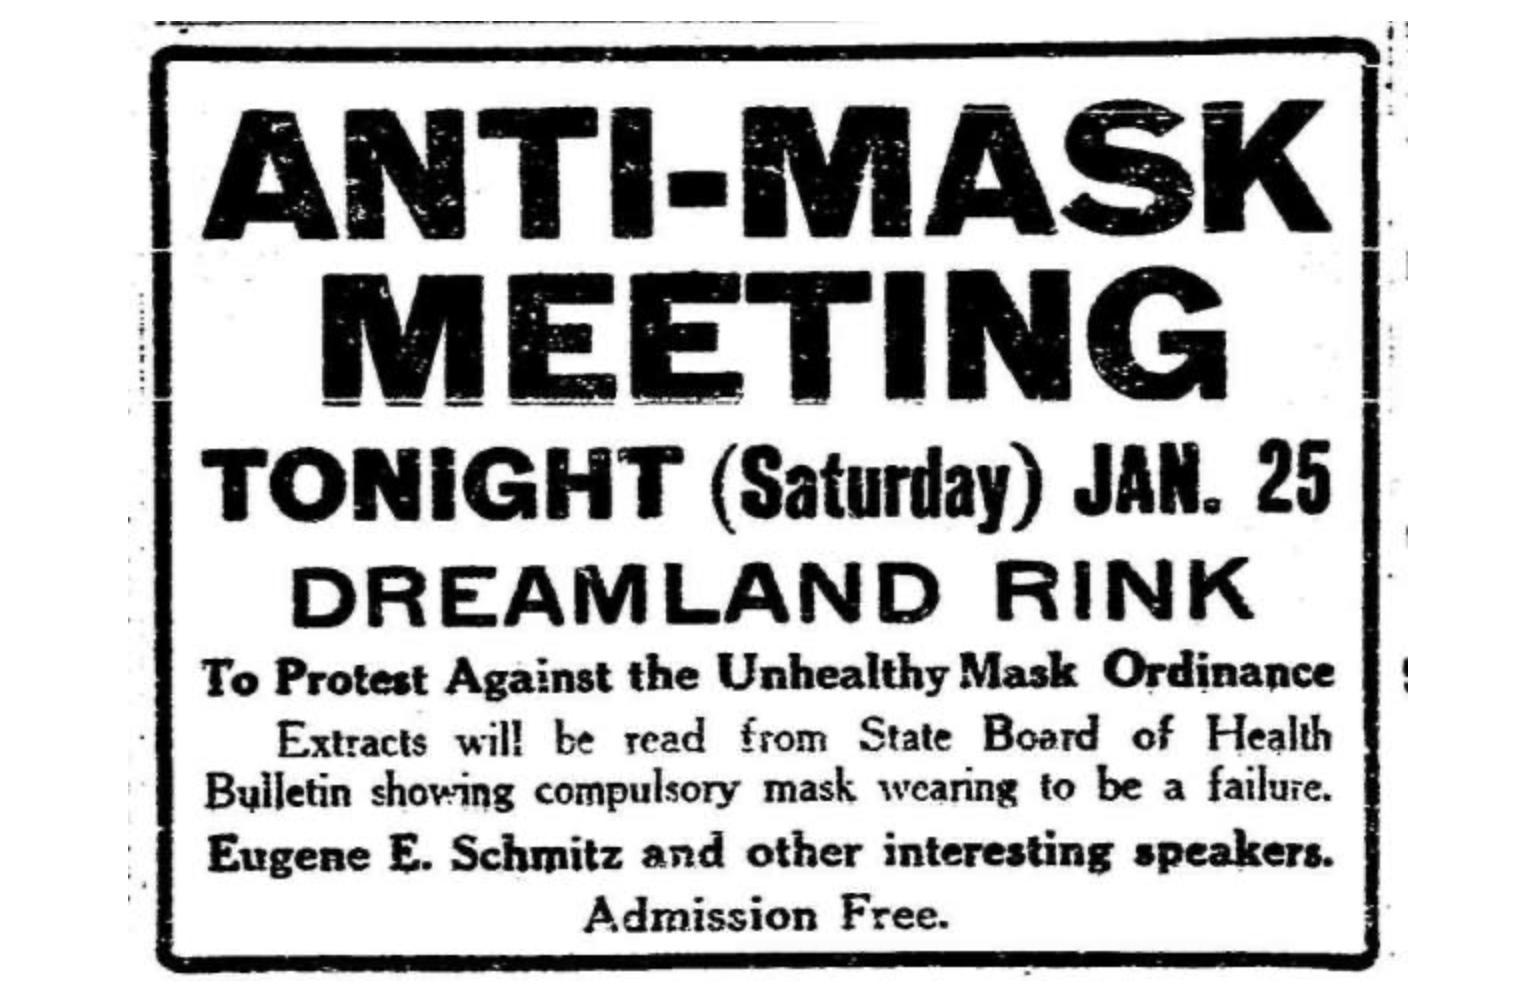 ANTI-MASK
MEETING
TONIGHT (Saturday) JAN. 25
DREAMLAND RINK
To Protest Against the Unhealthy Mask Ordinance
Extracts will be read from State Board of Health
Bulletin showing compulsory mask wearing to be a failure.
Eugene E. Schmitz and other interesting speakers.
Admission Free.